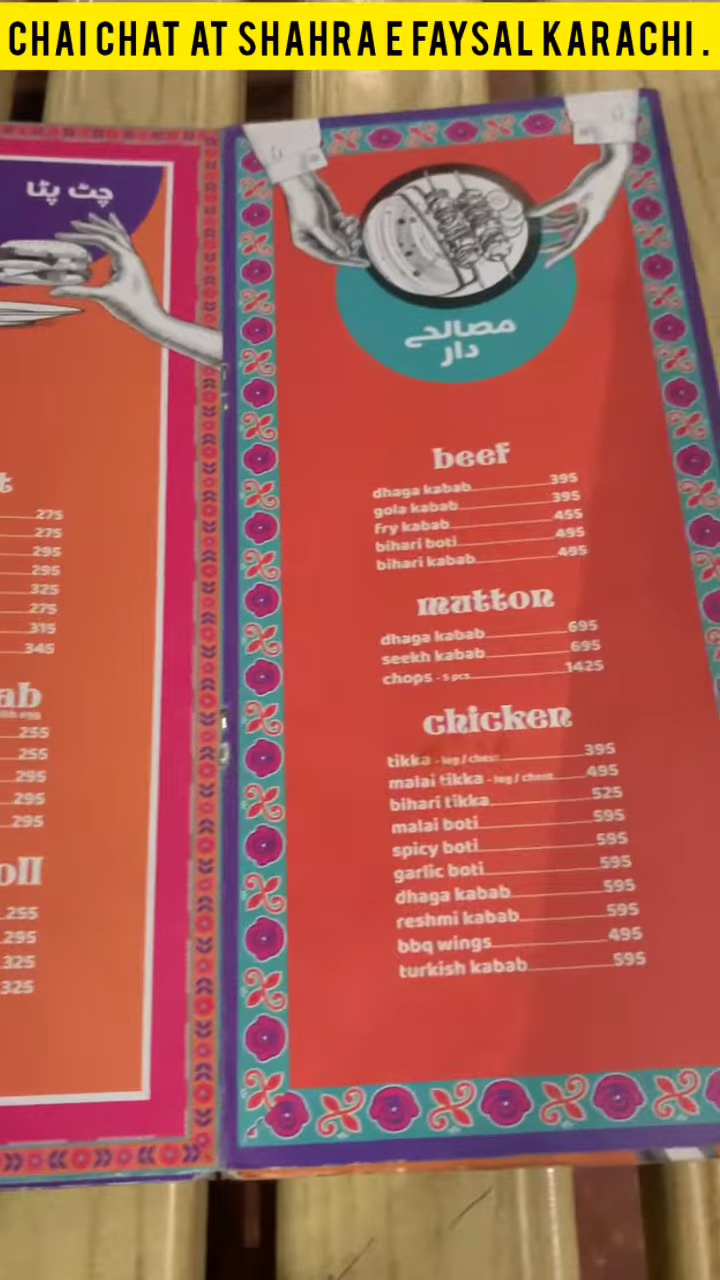 CHAI CHAT AT SHAHRA E FAYSAL KARACHI .
چٹ پٹا
275
275
295
295
325
275
315
345
ab
255
255
295
295
295
oll
255
295
325
325
مصالحے
دار
beef
dhaga kabab 395
gola kabab 395
fry kabab 455
bihari boti 495
bihari kabab 495
mutton
dhaga kabab 695
seekh kabab 695
chops - 5 pcs 1425
chicken
tikka - leg / chest 395
malai tikka - leg / chest 495
bihari tikka 525
malai boti 595
spicy boti 595
garlic boti 595
dhaga kabab 595
reshmi kabab 595
bbq wings 495
turkish kabab 595